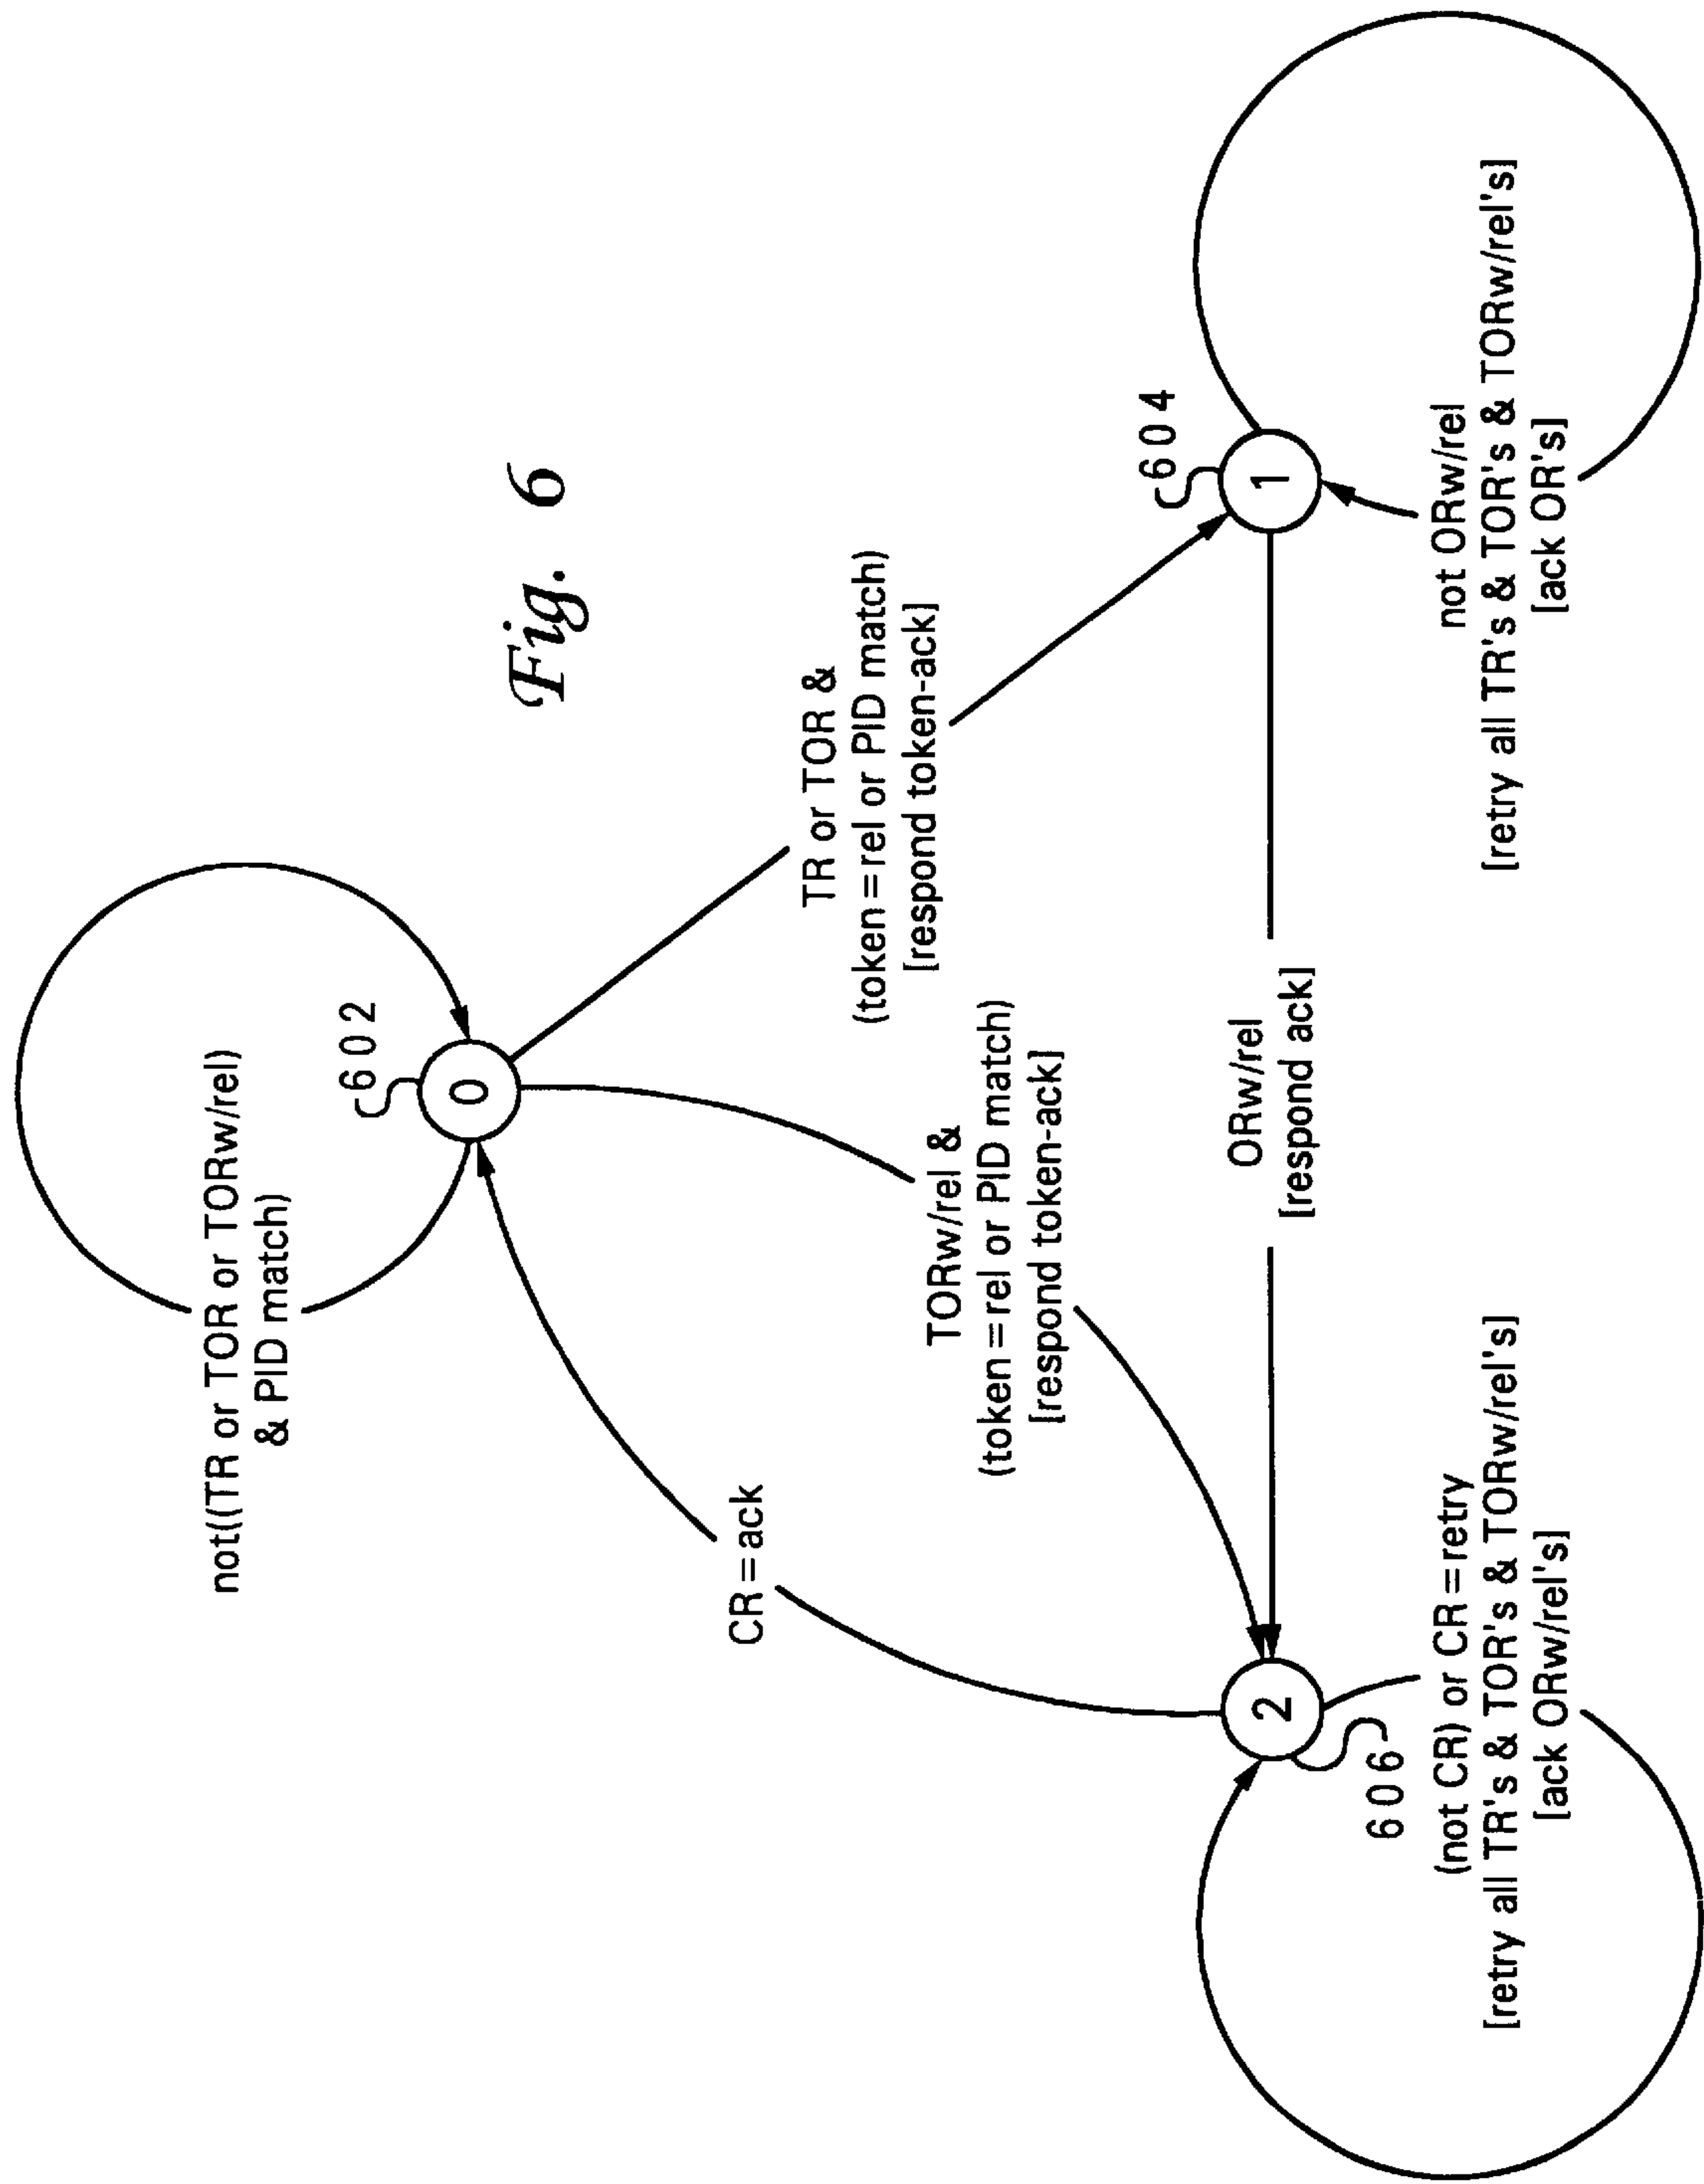 not((TR or TOR or TORw/rel)
& PID match)
602
0
Fig. 6
CR=ack
TORw/rel &
(token=rel or PID match)
[respond token-ack]
TR or TOR &
(token=rel or PID match)
[respond token-ack]
604
1
2
606
ORw/rel
[respond ack]
(not CR) or CR=retry
[retry all TR's & TOR's & TORw/rel's]
[ack ORw/rel's]
not ORw/rel
[retry all TR's & TOR's & TORw/rel's]
[ack OR's]